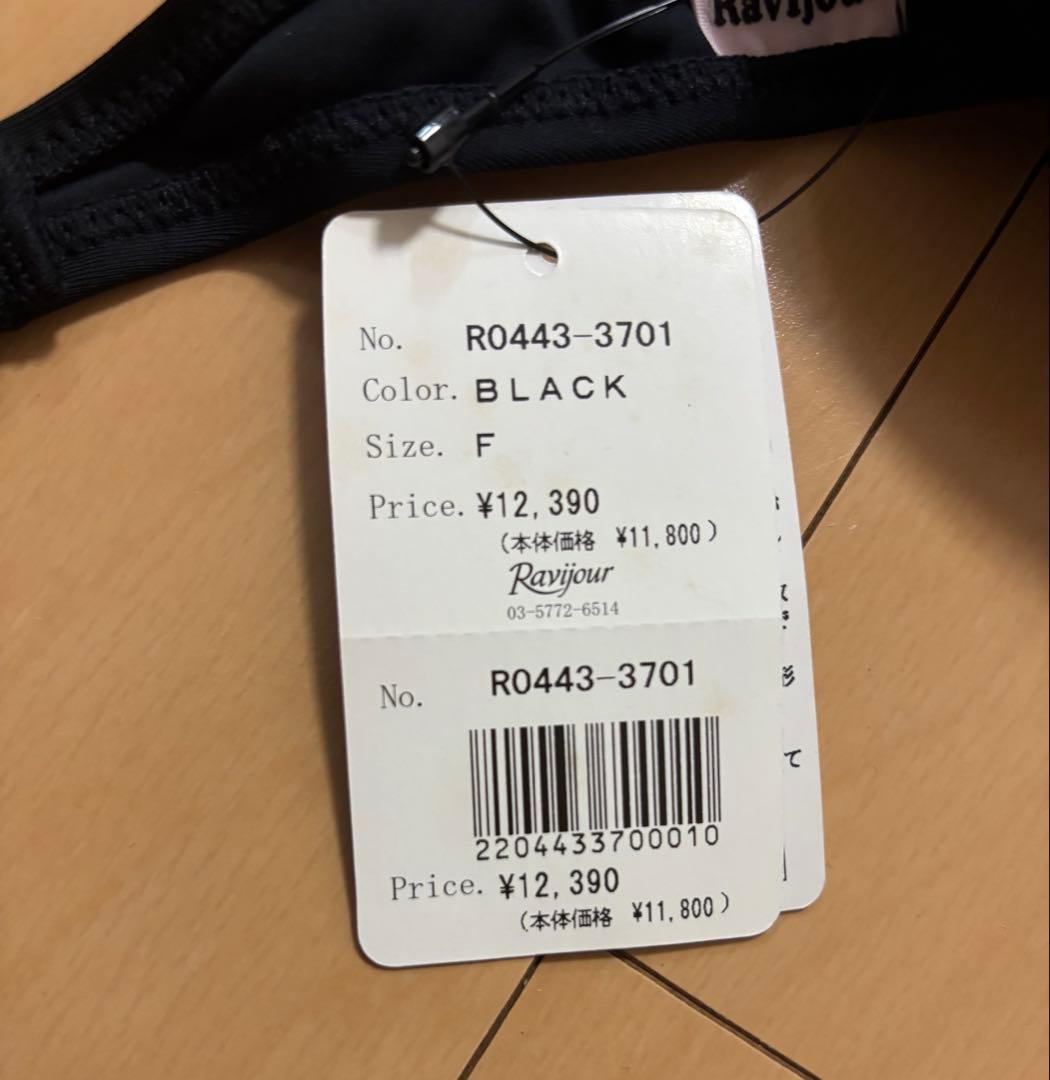 Ravijour
No. R0443-3701
Color. BLACK
Size. F
Price. ¥12,390
(本体価格 ¥11,800)
Ravijour
03-5772-6514
No. R0443-3701
2204433700010
Price. ¥12,390
(本体価格 ¥11,800)
て